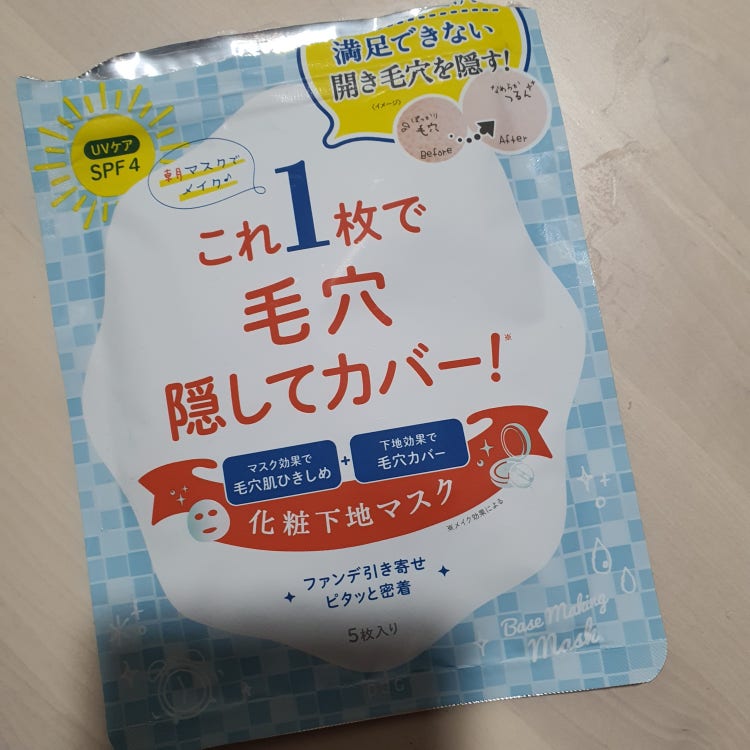 満足できない
開き毛穴を隠す!
(イメージ)
ぽっかり
毛穴
Before
なめらか
つるん
After
UVケア
SPF4
朝マスクで
メイク♪
これ1枚で
毛穴
隠してカバー!※
マスク効果で
毛穴肌ひきしめ
+
下地効果で
毛穴カバー
化粧下地マスク
※メイク効果による
ファンデ引き寄せ
ピタッと密着
5枚入り
Base Making
Mask